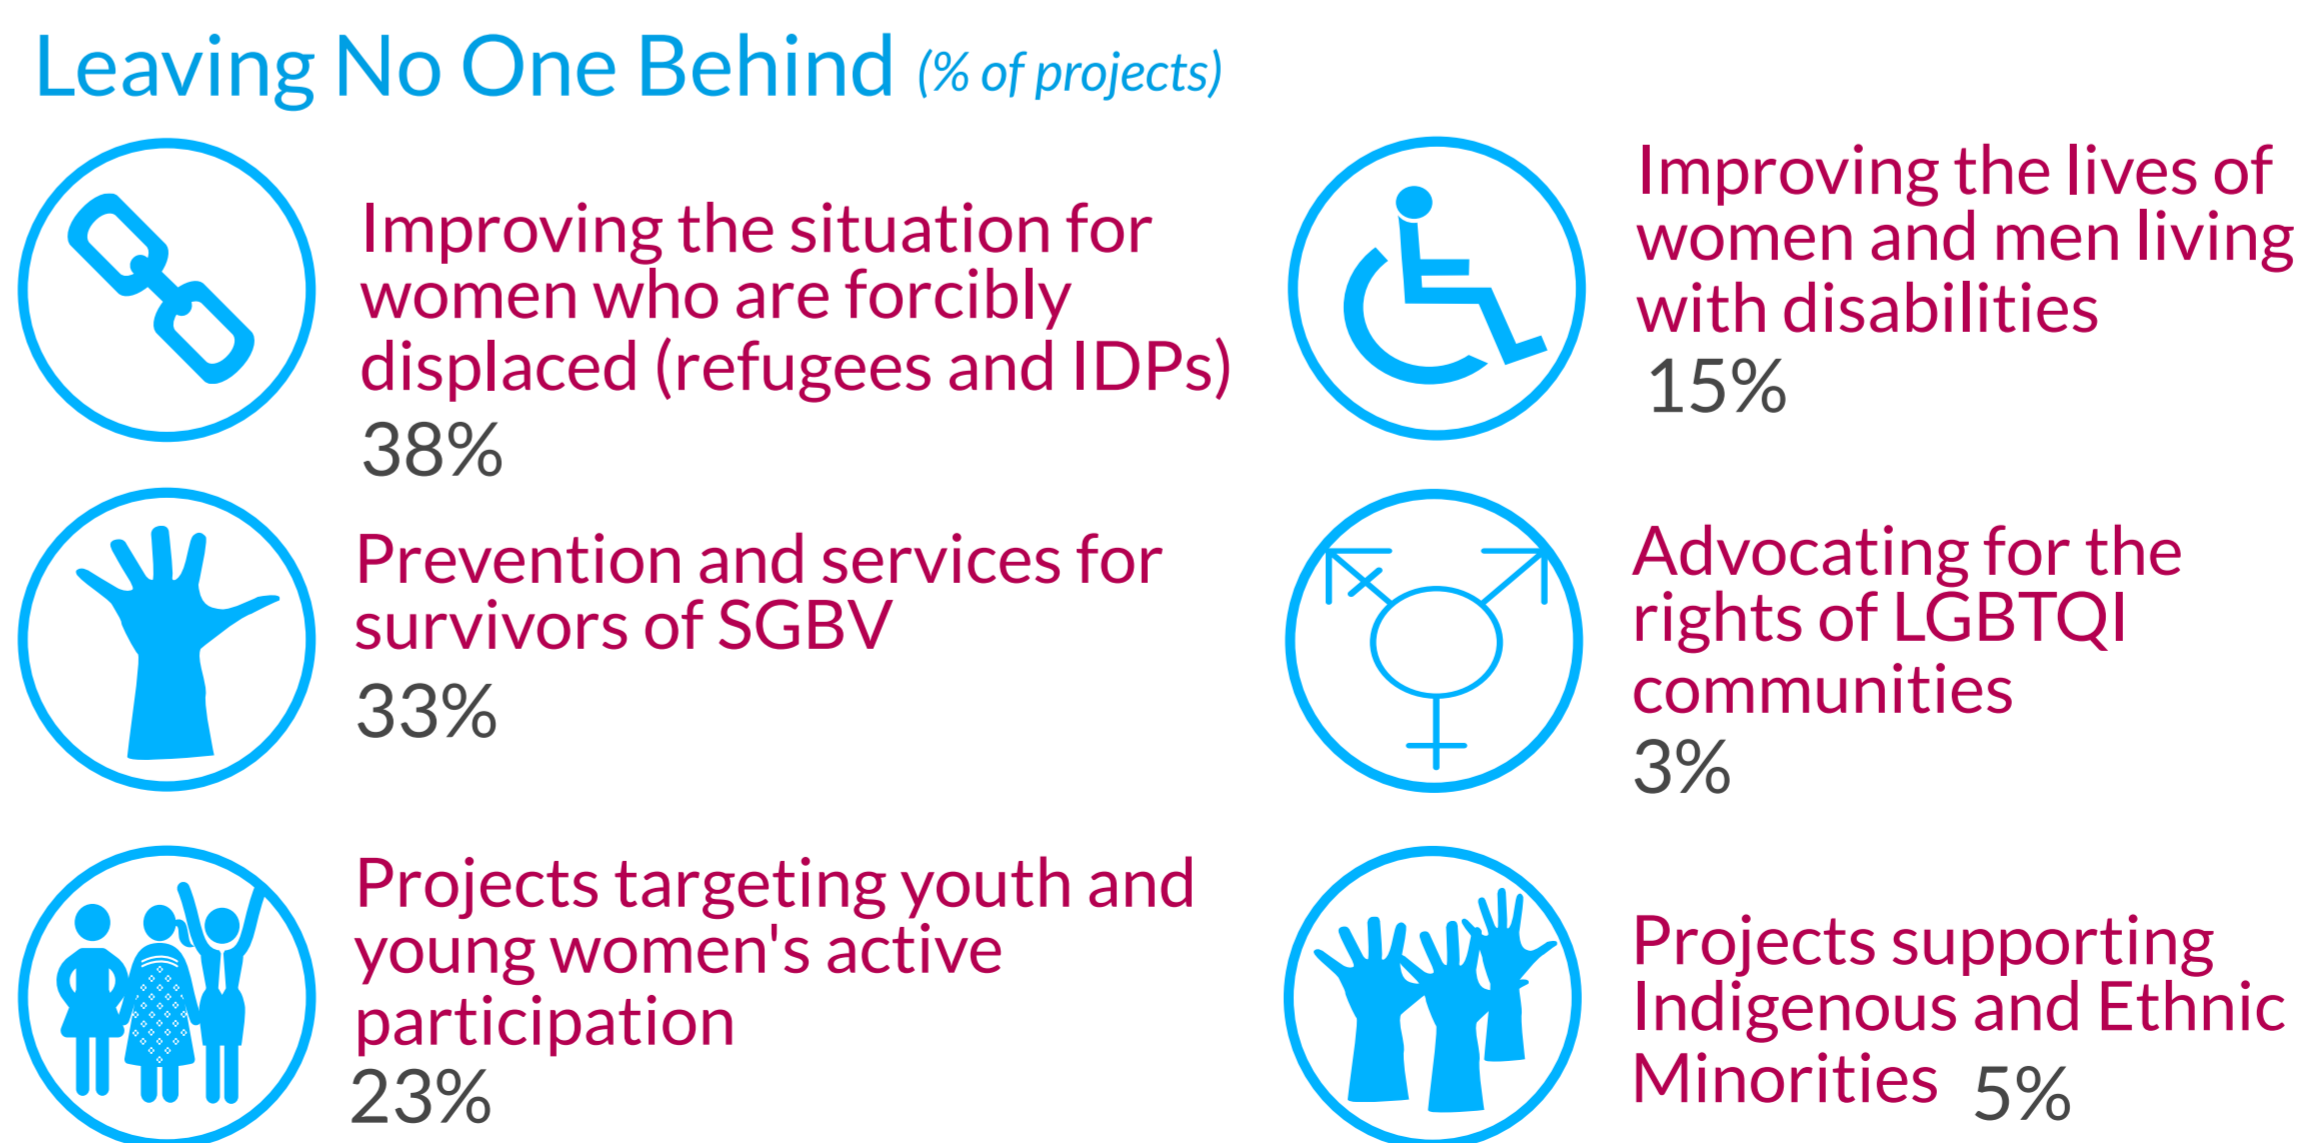 Leaving No One Behind (% of projects)
Improving the situation for
women who are forcibly
displaced (refugees and IDPs)
38%
Prevention and services for
survivors of SGBV
33%
Projects targeting youth and
young women's active
participation
23%
Improving the lives of
women and men living
with disabilities
15%
Advocating for the
rights of LGBTQI
communities
3%
Projects supporting
Indigenous and Ethnic
Minorities 5%